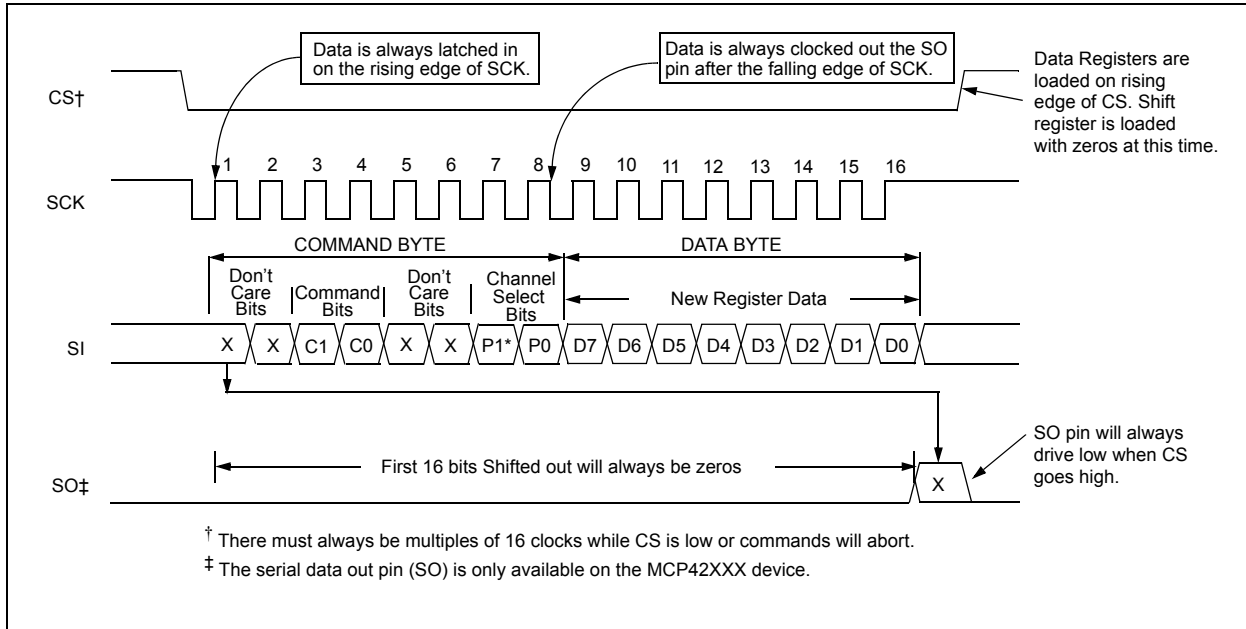 Data is always latched in
on the rising edge of SCK.
Data is always clocked out the SO
pin after the falling edge of SCK.
Data Registers are
loaded on rising
edge of CS. Shift
register is loaded
with zeros at this time.
CS†
1 2 3 4 5 6 7 8 9 10 11 12 13 14 15 16
SCK
COMMAND BYTE
DATA BYTE
Don't
Care
Bits
Command
Bits
Don't
Care
Bits
Channel
Select
Bits
New Register Data
SI
X X C1 C0 X X P1* P0 D7 D6 D5 D4 D3 D2 D1 D0
First 16 bits Shifted out will always be zeros
SO‡
X
SO pin will always
drive low when CS
goes high.
† There must always be multiples of 16 clocks while CS is low or commands will abort.
‡ The serial data out pin (SO) is only available on the MCP42XXX device.